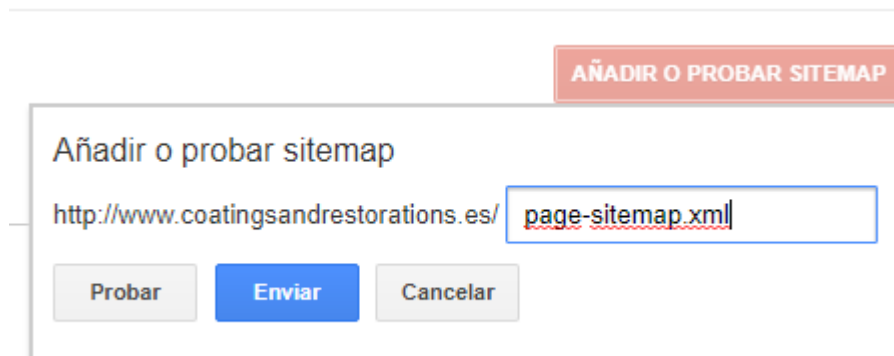 AÑADIR O PROBAR SITEMAP
Añadir o probar sitemap
http://www.coatingsandrestorations.es/ page-sitemap.xml
Probar Enviar Cancelar